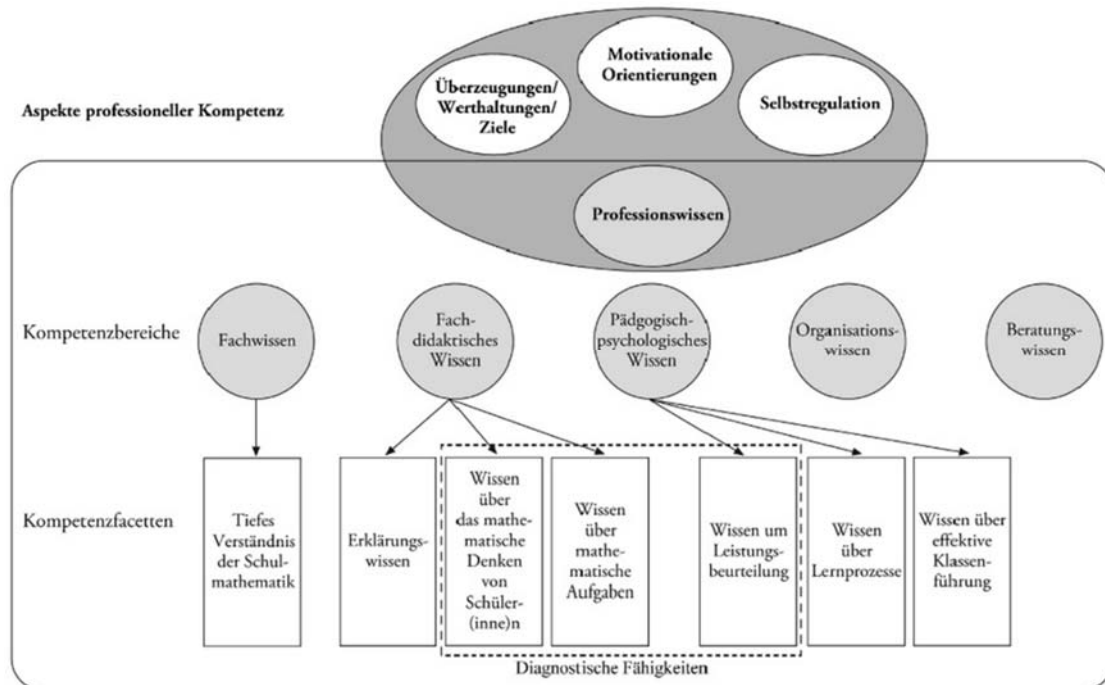 Motivationale
Orientierungen
Überzeugungen/
Werthaltungen/
Ziele
Selbstregulation
Aspekte professioneller Kompetenz
Professionswissen
Kompetenzbereiche
Fachwissen
Fach-
didaktisches
Wissen
Pädgogisch-
psychologisches
Wissen
Organisations-
wissen
Beratungs-
wissen
Kompetenzfacetten
Tiefes
Verständnis
der Schul-
mathematik
Erklärungs-
wissen
Wissen
über
das mathe-
matische
Denken
von
Schüler-
(inne)n
Wissen
über
mathe-
matische
Aufgaben
Wissen um
Leistungs-
beurteilung
Wissen
über
Lernprozesse
Wissen über
effektive
Klassen-
führung
Diagnostische Fähigkeiten